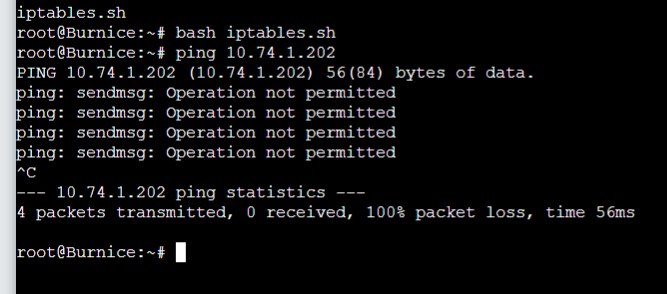 iptables.sh
root@Burnice:~# bash iptables.sh
root@Burnice:~# ping 10.74.1.202
PING 10.74.1.202 (10.74.1.202) 56(84) bytes of data.
ping: sendmsg: Operation not permitted
ping: sendmsg: Operation not permitted
ping: sendmsg: Operation not permitted
ping: sendmsg: Operation not permitted
^C
--- 10.74.1.202 ping statistics ---
4 packets transmitted, 0 received, 100% packet loss, time 56ms
root@Burnice:~#